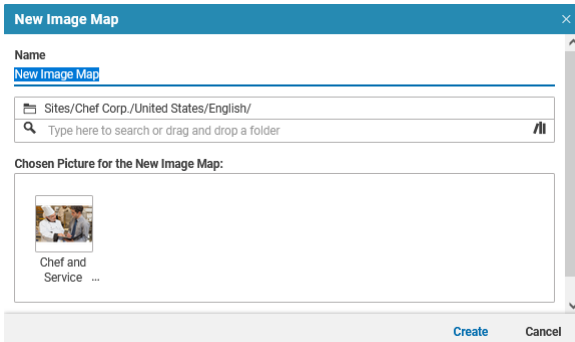 New Image Map
Name
New Image Map
Sites/Chef Corp./United States/English/
Type here to search or drag and drop a folder
Chosen Picture for the New Image Map:
Chef and
Service ...
Create Cancel